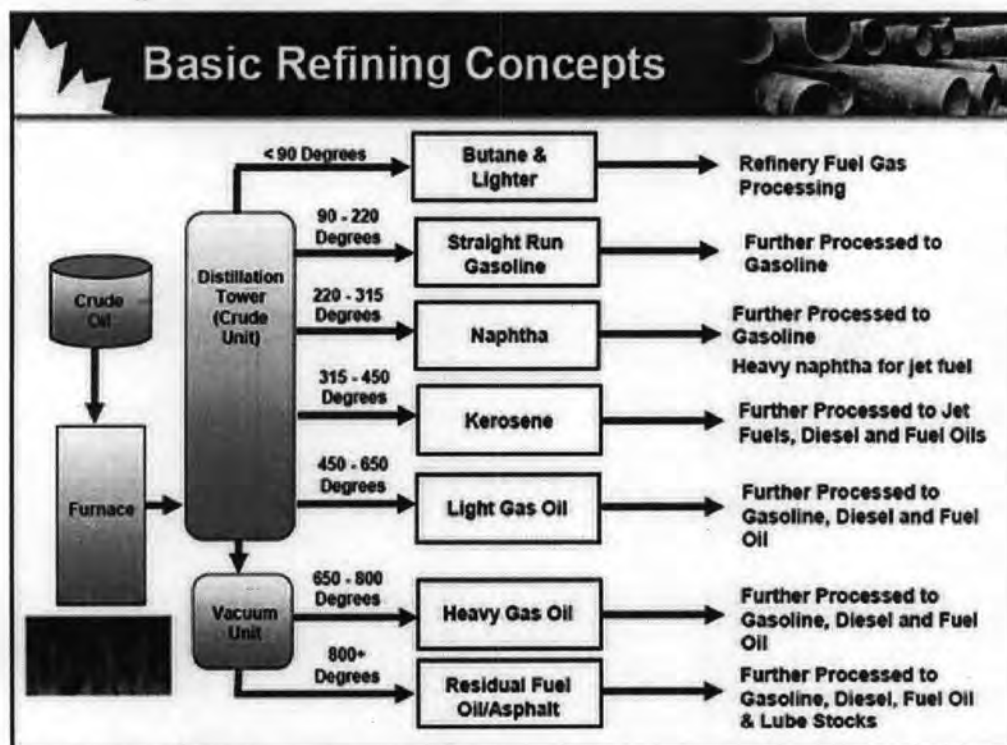 Basic Refining Concepts
< 90 Degrees
Butane &
Lighter
Refinery Fuel Gas
Processing
90 - 220
Degrees
Straight Run
Gasoline
Further Processed to
Gasoline
Crude
Oil
Distillation
Tower
(Crude
Unit)
220 - 315
Degrees
Naphtha
Further Processed to
Gasoline
Heavy naphtha for jet fuel
315 - 450
Degrees
Kerosene
Further Processed to Jet
Fuels, Diesel and Fuel Oils
Furnace
450 - 650
Degrees
Light Gas Oil
Further Processed to
Gasoline, Diesel and Fuel
Oil
Vacuum
Unit
650 - 800
Degrees
Heavy Gas Oil
Further Processed to
Gasoline, Diesel and Fuel
Oil
800+
Degrees
Residual Fuel
Oil/Asphalt
Further Processed to
Gasoline, Diesel, Fuel Oil
& Lube Stocks